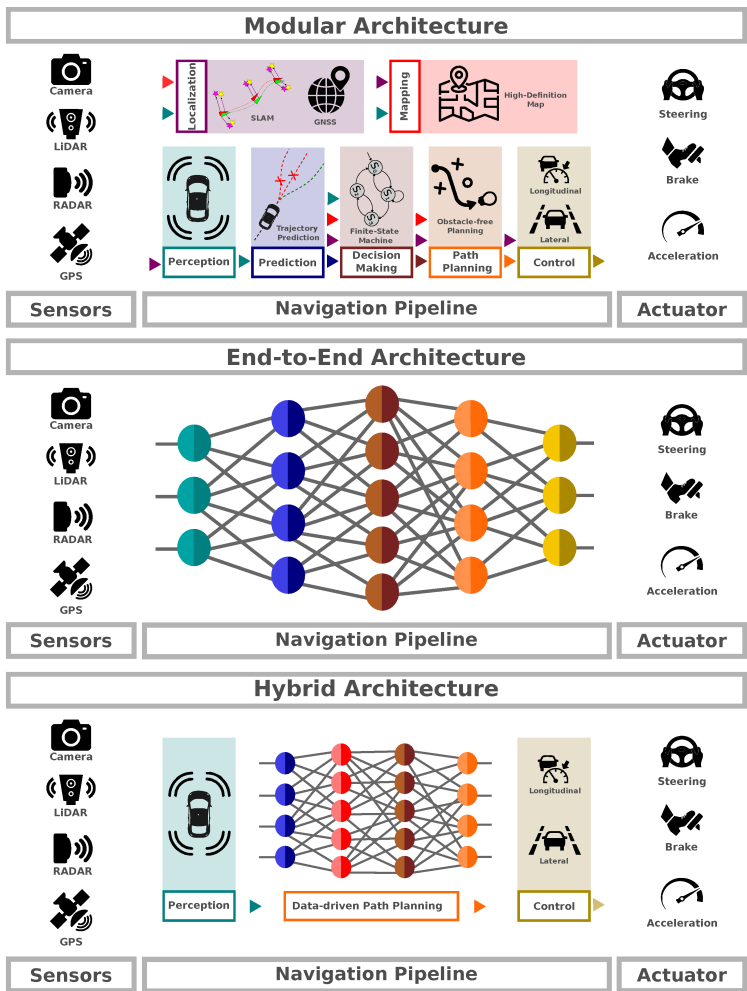 Modular Architecture
Camera
LiDAR
RADAR
GPS
Localization
SLAM
GNSS
Mapping
High-Definition
Map
Trajectory
Prediction
Finite-State
Machine
Obstacle-free
Planning
Longitudinal
Lateral
Perception
Prediction
Decision
Making
Path
Planning
Control
Steering
Brake
Acceleration
Sensors
Navigation Pipeline
Actuator
End-to-End Architecture
Camera
LiDAR
RADAR
GPS
Steering
Brake
Acceleration
Sensors
Navigation Pipeline
Actuator
Hybrid Architecture
Camera
LiDAR
RADAR
GPS
Longitudinal
Lateral
Perception
Data-driven Path Planning
Control
Steering
Brake
Acceleration
Sensors
Navigation Pipeline
Actuator